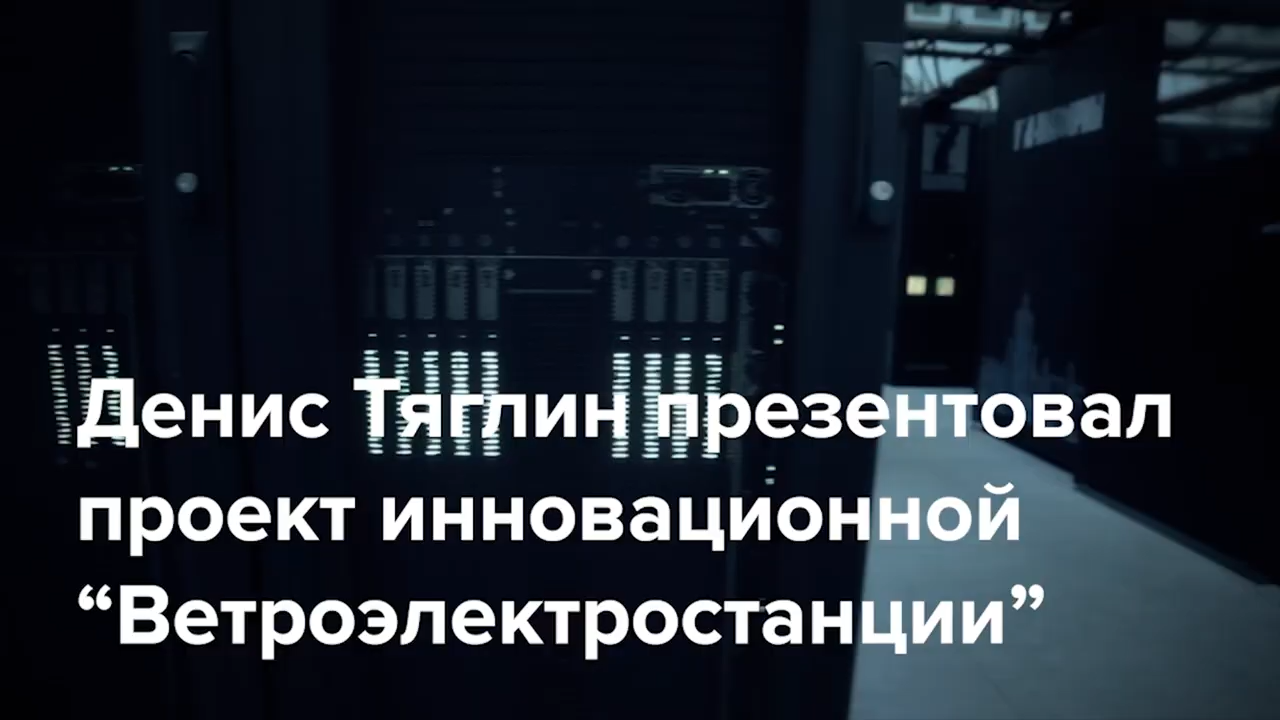 Денис Тяглин презентовал
проект инновационной
“Ветроэлектростанции”